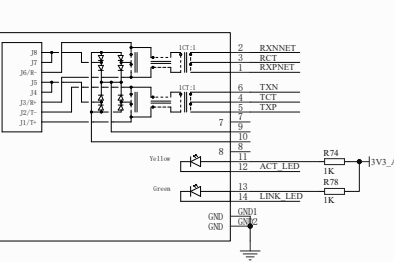 J8
J7
J6/R-
J5
J4
J3/R+
J2/T-
J1/T+
1CT:1
1CT:1
2 RXNNET
3 RCT
1 RXPNET
6 TXN
4 TCT
5 TXP
7
7
9
10
8
8
Yellow
11
12 ACT_LED
Green
13
14 LINK_LED
R74
1K
3V3_A
R78
1K
GND GND1
GND GND2